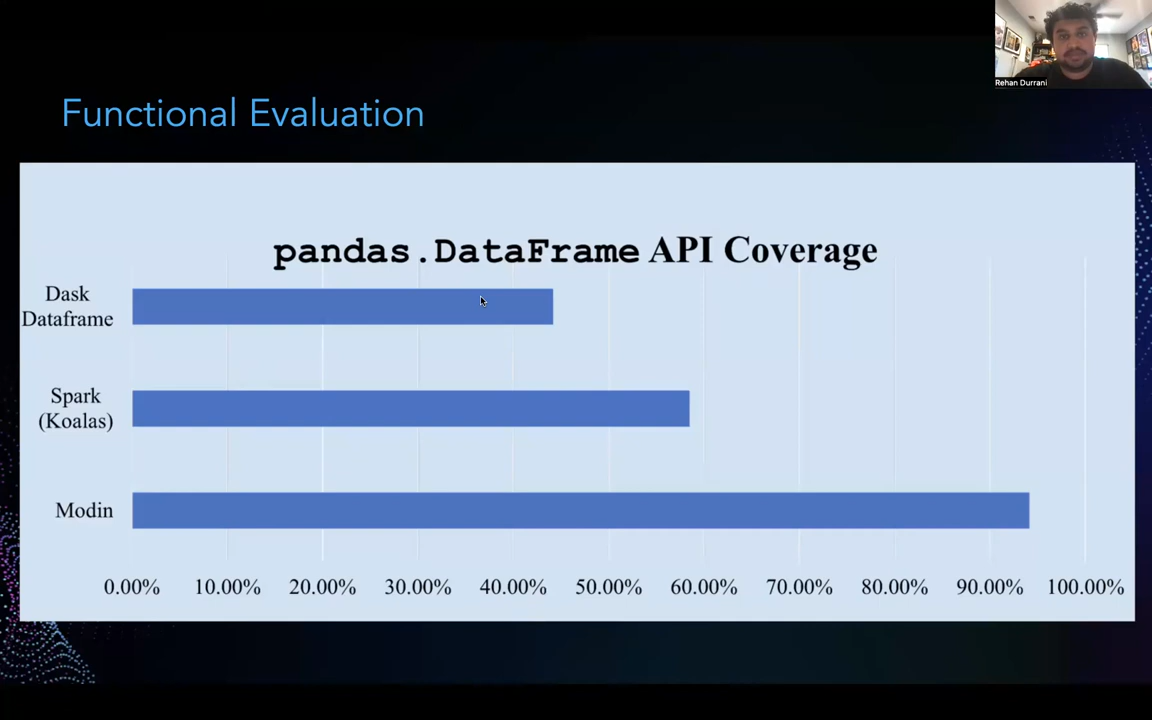 Rehan Durrani
Functional Evaluation
pandas.DataFrame API Coverage
Dask
Dataframe
Spark
(Koalas)
Modin
0.00% 10.00% 20.00% 30.00% 40.00% 50.00% 60.00% 70.00% 80.00% 90.00% 100.00%